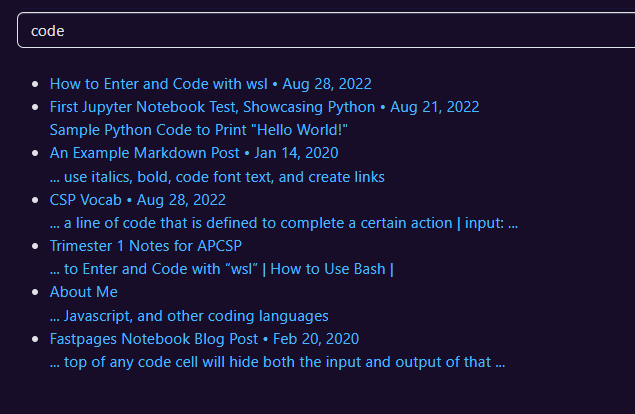 code
How to Enter and Code with wsl • Aug 28, 2022
First Jupyter Notebook Test, Showcasing Python • Aug 21, 2022
Sample Python Code to Print "Hello World!"
An Example Markdown Post • Jan 14, 2020
... use italics, bold, code font text, and create links
CSP Vocab • Aug 28, 2022
... a line of code that is defined to complete a certain action | input: ...
Trimester 1 Notes for APCSP
... to Enter and Code with “wsl” | How to Use Bash |
About Me
... Javascript, and other coding languages
Fastpages Notebook Blog Post • Feb 20, 2020
... top of any code cell will hide both the input and output of that ...